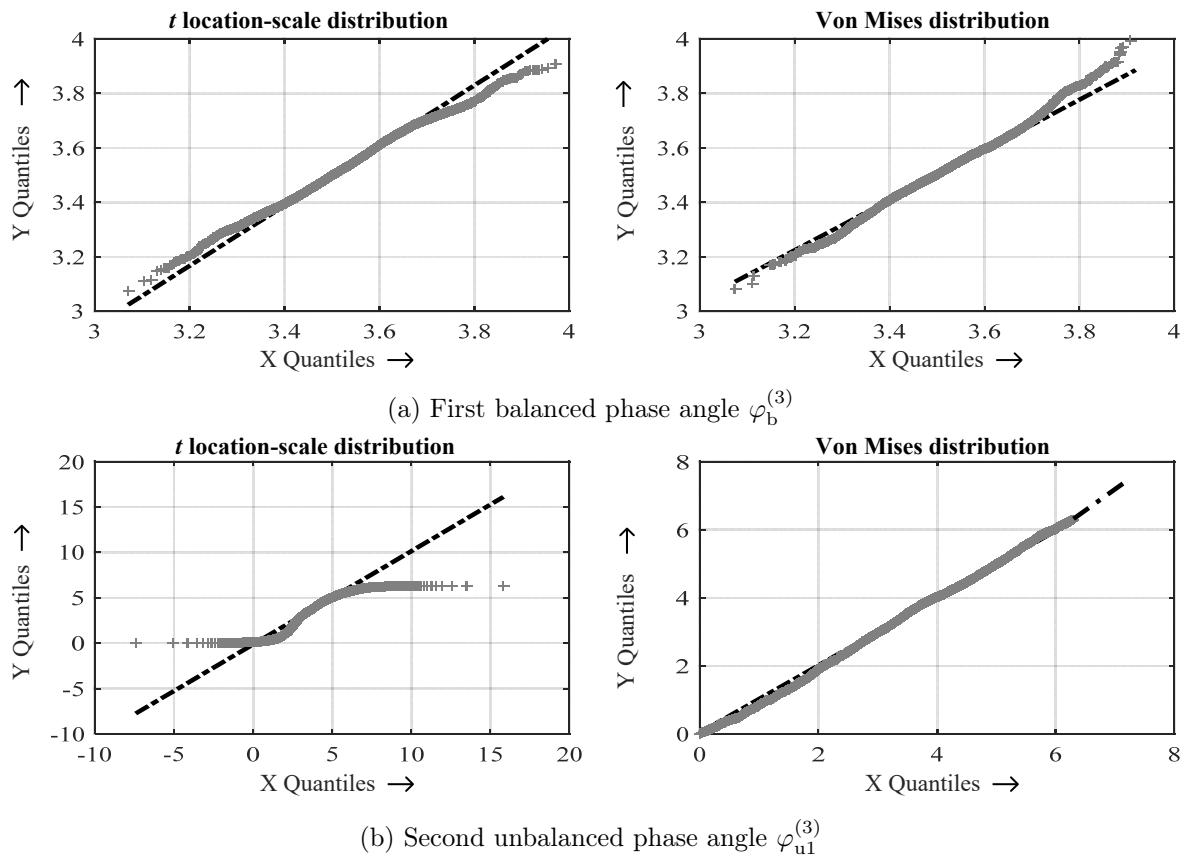 t location-scale distribution
Von Mises distribution
4
3.8
3.6
3.4
3.2
3
Y Quantiles →
3 3.2 3.4 3.6 3.8 4
X Quantiles →
4
3.8
3.6
3.4
3.2
3
Y Quantiles →
3 3.2 3.4 3.6 3.8 4
X Quantiles →
(a) First balanced phase angle φ_b^(3)
t location-scale distribution
Von Mises distribution
20
15
10
5
0
-5
-10
Y Quantiles →
-10 -5 0 5 10 15 20
X Quantiles →
8
6
4
2
0
Y Quantiles →
0 2 4 6 8
X Quantiles →
(b) Second unbalanced phase angle φ_u1^(3)